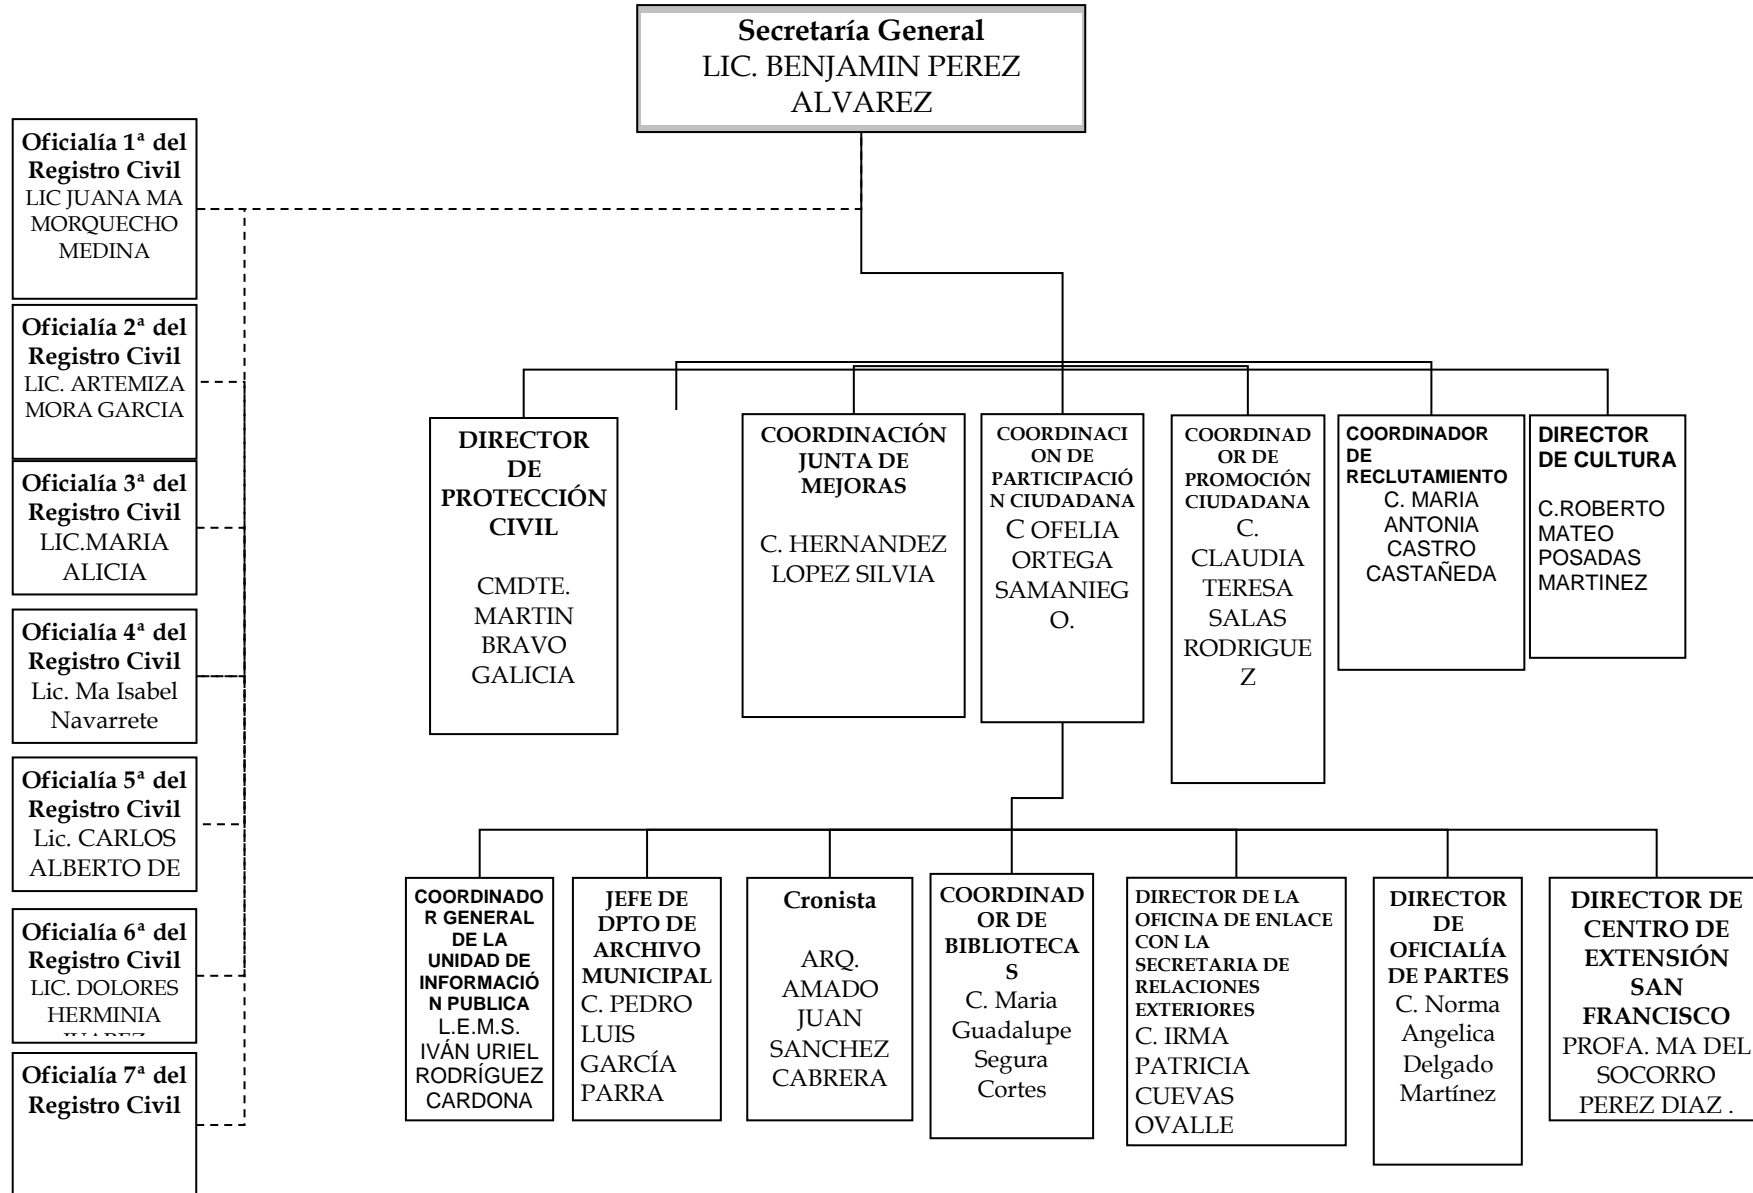 Secretaría General
LIC. BENJAMIN PEREZ
ALVAREZ
Oficialía 1ª del
Registro Civil
LIC JUANA MA
MORQUECHO
MEDINA
Oficialía 2ª del
Registro Civil
LIC. ARTEMIZA
MORA GARCIA
Oficialía 3ª del
Registro Civil
LIC.MARIA
ALICIA
Oficialía 4ª del
Registro Civil
Lic. Ma Isabel
Navarrete
Oficialía 5ª del
Registro Civil
Lic. CARLOS
ALBERTO DE
Oficialía 6ª del
Registro Civil
LIC. DOLORES
HERMINIA
Oficialía 7ª del
Registro Civil
DIRECTOR
DE
PROTECCIÓN
CIVIL
CMDTE.
MARTIN
BRAVO
GALICIA
COORDINACIÓN
JUNTA DE
MEJORAS
C. HERNANDEZ
LOPEZ SILVIA
COORDINACI
ON DE
PARTICIPACIÓ
N CIUDADANA
C OFELIA
ORTEGA
SAMANIEG
O.
COORDINAD
OR DE
PROMOCIÓN
CIUDADANA
C.
CLAUDIA
TERESA
SALAS
RODRIGUE
Z
COORDINADOR
DE
RECLUTAMIENTO
C. MARIA
ANTONIA
CASTRO
CASTAÑEDA
DIRECTOR
DE CULTURA
C.ROBERTO
MATEO
POSADAS
MARTINEZ
COORDINADO
R GENERAL
DE LA
UNIDAD DE
INFORMACIÓ
N PUBLICA
L.E.M.S.
IVÁN URIEL
RODRÍGUEZ
CARDONA
JEFE DE
DPTO DE
ARCHIVO
MUNICIPAL
C. PEDRO
LUIS
GARCÍA
PARRA
Cronista
ARQ.
AMADO
JUAN
SANCHEZ
CABRERA
COORDINAD
OR DE
BIBLIOTECA
S
C. Maria
Guadalupe
Segura
Cortes
DIRECTOR DE LA
OFICINA DE ENLACE
CON LA
SECRETARIA DE
RELACIONES
EXTERIORES
C. IRMA
PATRICIA
CUEVAS
OVALLE
DIRECTOR
DE
OFICIALÍA
DE PARTES
C. Norma
Angelica
Delgado
Martínez
DIRECTOR DE
CENTRO DE
EXTENSIÓN
SAN
FRANCISCO
PROFA. MA DEL
SOCORRO
PEREZ DIAZ .